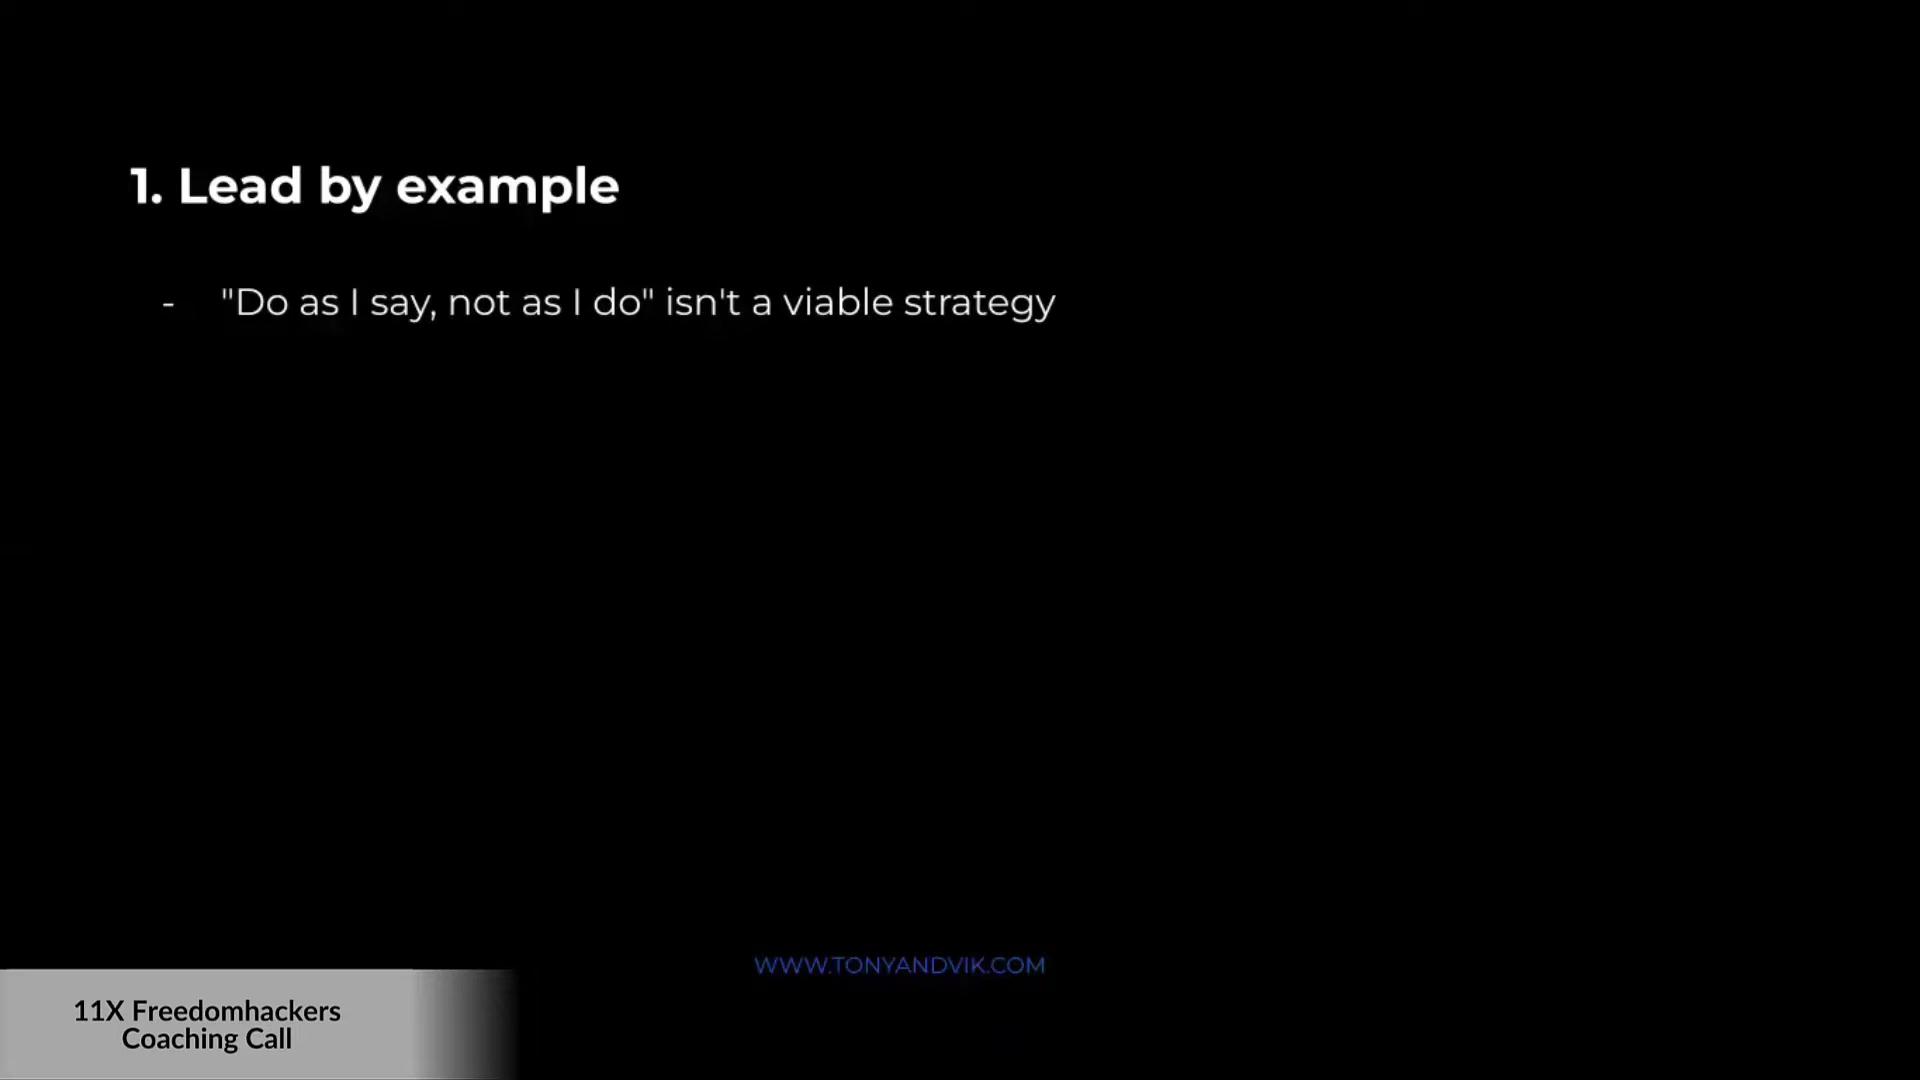 1. Lead by example
- "Do as I say, not as I do" isn't a viable strategy
WWW.TONYANDVIK.COM
11X Freedomhackers
Coaching Call